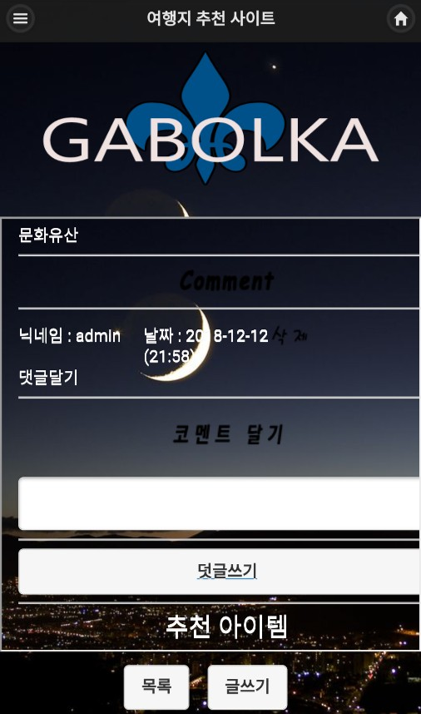 여행지 추천 사이트
GABOLKA
문화유산
Comment
닉네임 : admin 날짜 : 2018-12-12 삭제
(21:58)
댓글달기
코멘트 달기
덧글쓰기
추천 아이템
목록 글쓰기